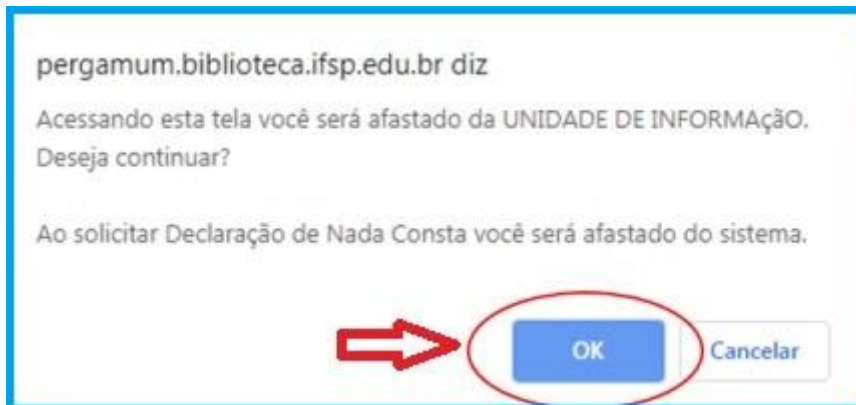 pergamum.biblioteca.ifsp.edu.br diz
Acessando esta tela você será afastado da UNIDADE DE INFORMAçãO.
Deseja continuar?
Ao solicitar Declaração de Nada Consta você será afastado do sistema.
OK Cancelar